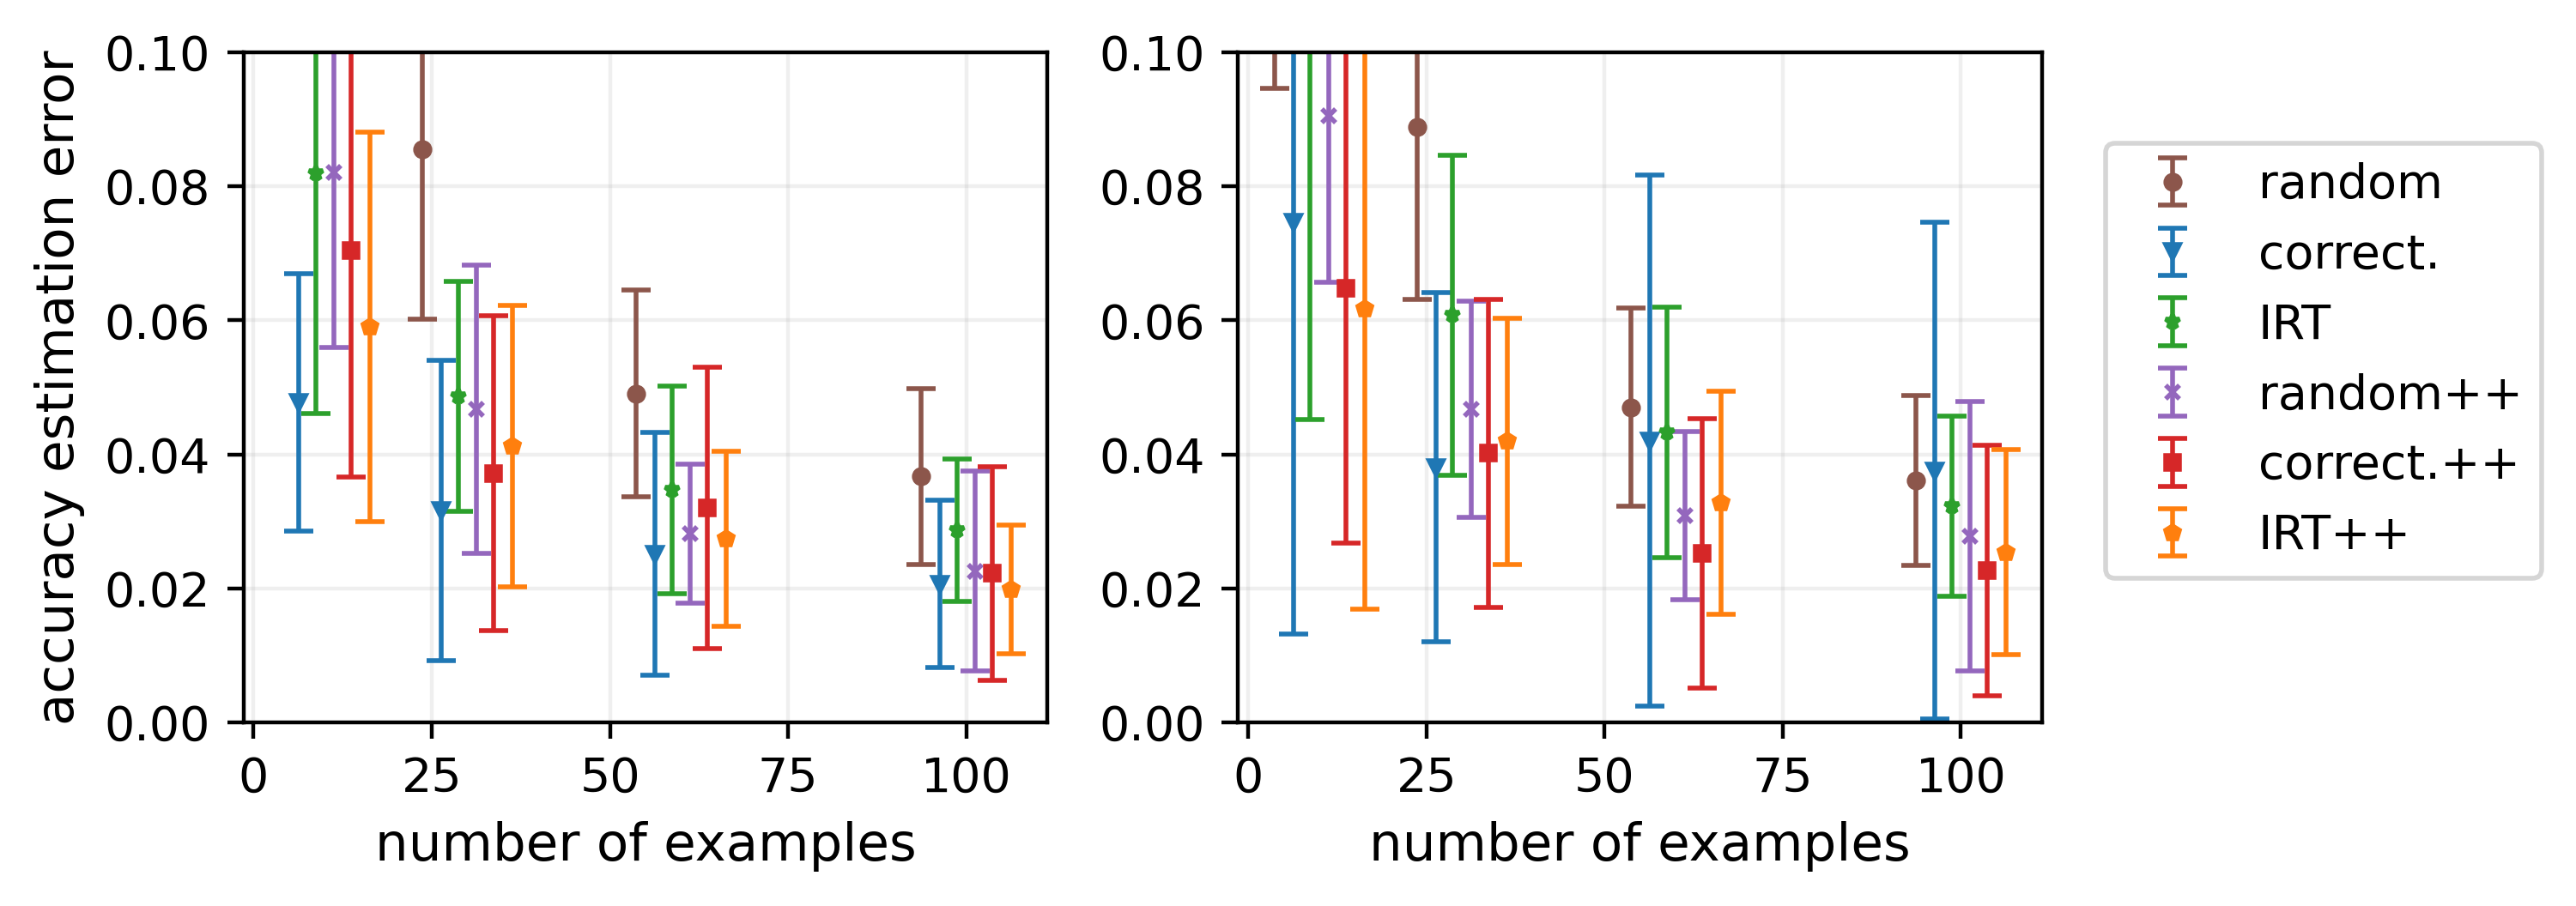 accuracy estimation error
0.10
0.08
0.06
0.04
0.02
0.00
0 25 50 75 100
number of examples
0.10
0.08
0.06
0.04
0.02
0.00
0 25 50 75 100
number of examples
random
correct.
IRT
random++
correct.++
IRT++